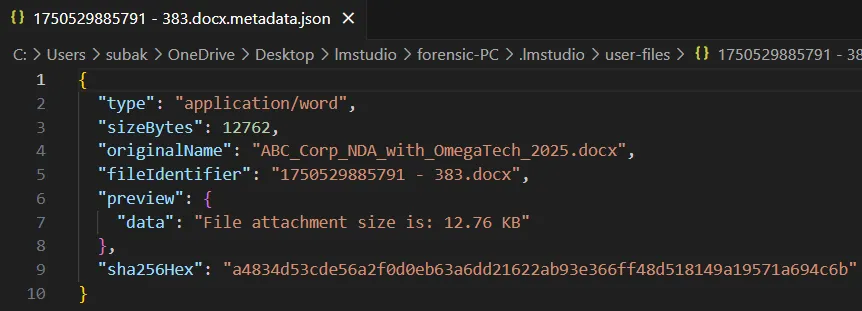 {} 1750529885791 - 383.docx.metadata.json ×
C: > Users > subak > OneDrive > Desktop > lmstudio > forensic-PC > .lmstudio > user-files > {} 1750529885791 - 38
1 {
2 "type": "application/word",
3 "sizeBytes": 12762,
4 "originalName": "ABC_Corp_NDA_with_OmegaTech_2025.docx",
5 "fileIdentifier": "1750529885791 - 383.docx",
6 "preview": {
7 "data": "File attachment size is: 12.76 KB"
8 },
9 "sha256Hex": "a4834d53cde56a2f0d0eb63a6dd21622ab93e366ff48d518149a19571a694c6b"
10 }